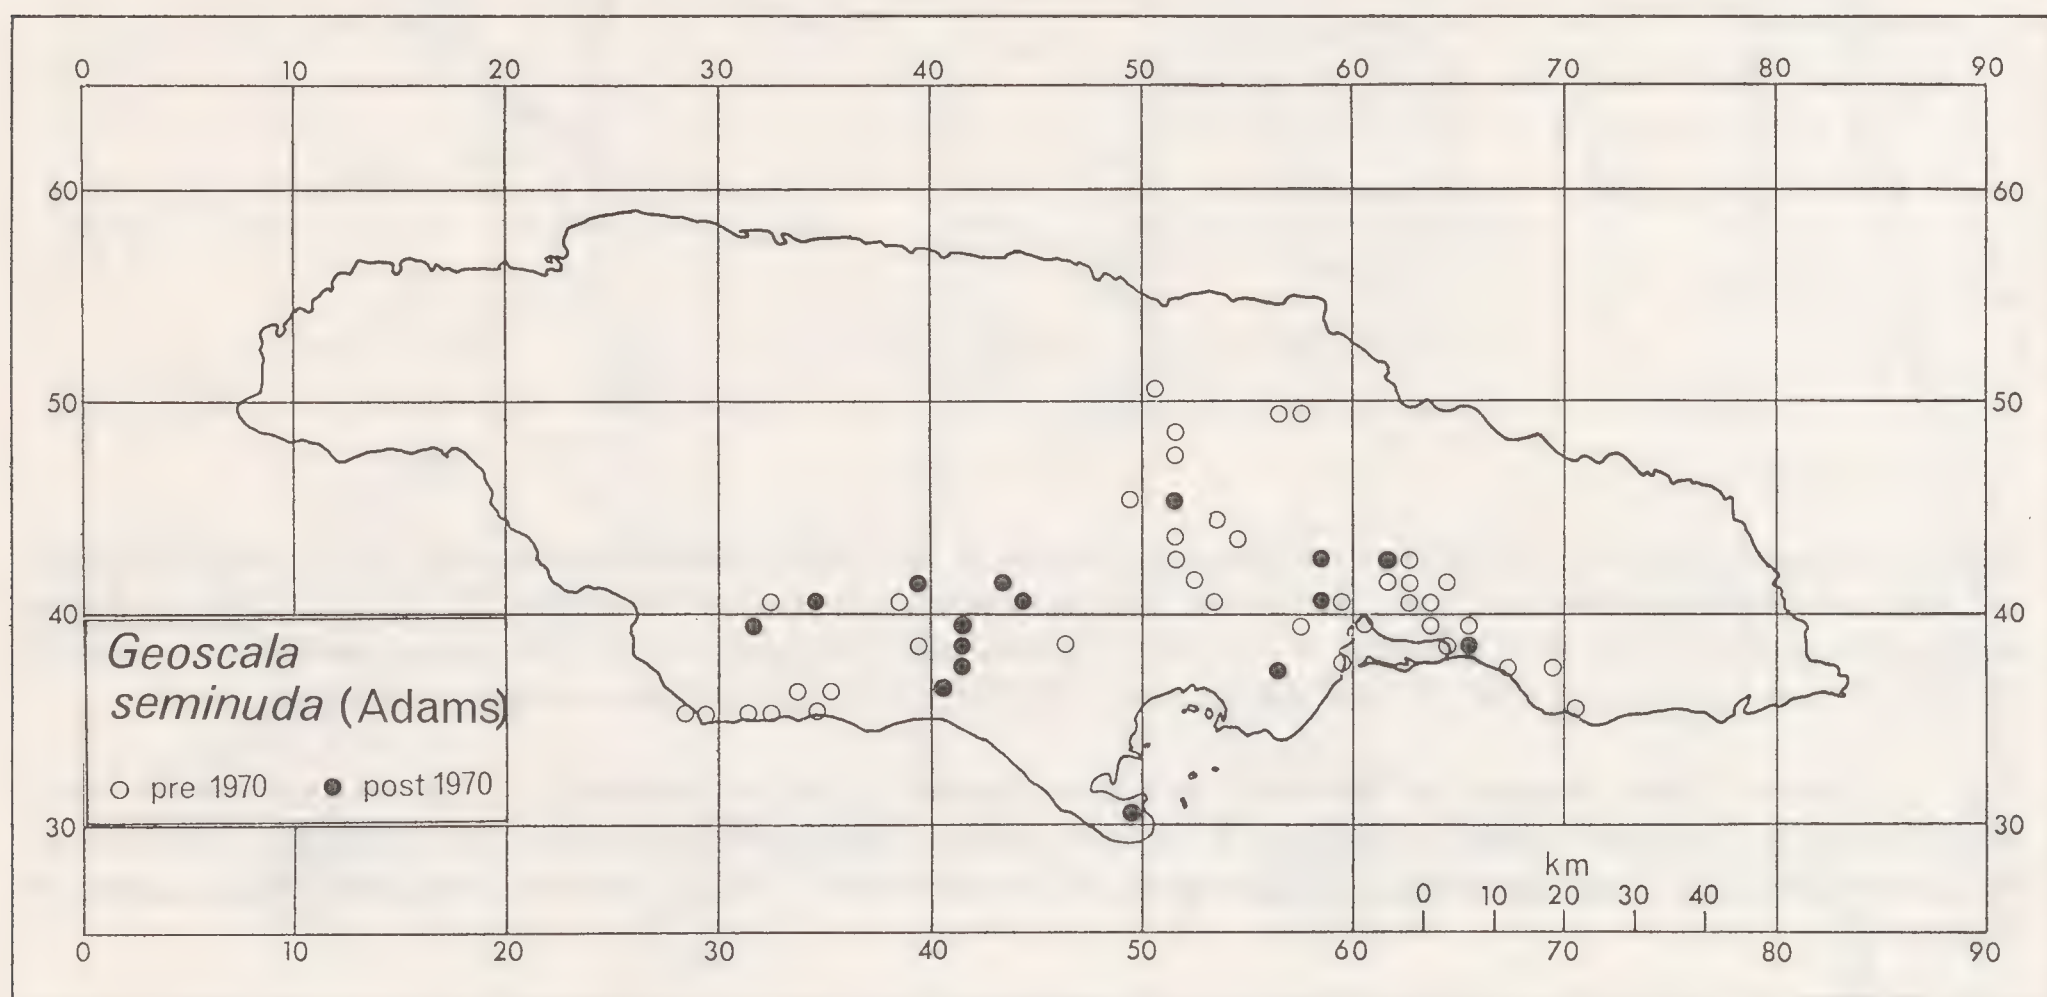 0 10 20 30 40 50 60 70 80 90
60 60
50 50
40 40
Geoscala
seminuda (Adams)
○ pre 1970 ● post 1970
30 30
km
0 10 20 30 40
0 10 20 30 40 50 60 70 80 90